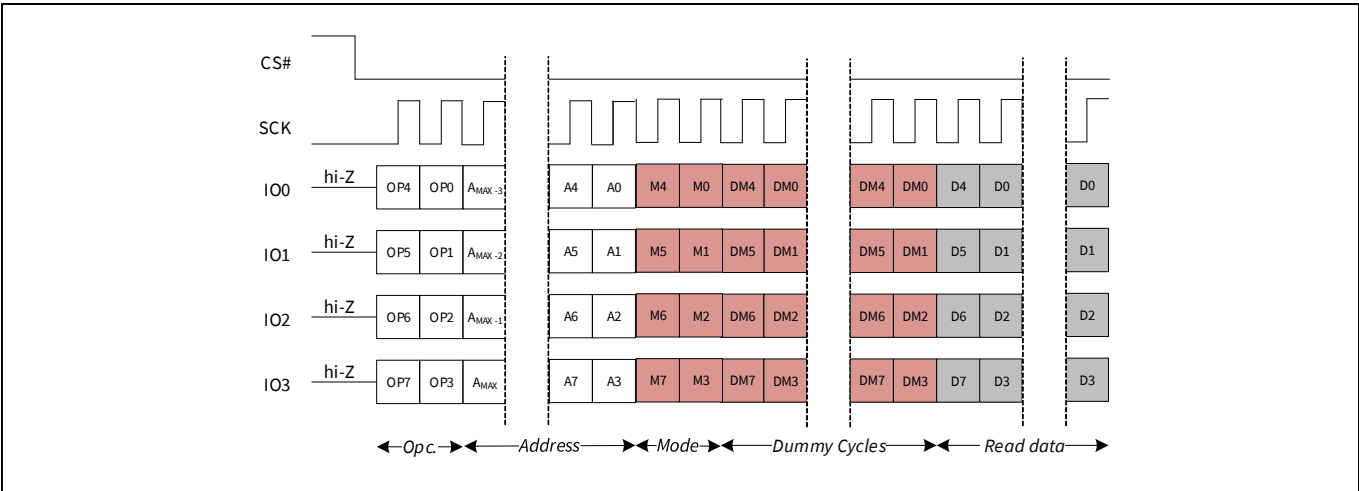 CS#
SCK
IO0 hi-Z OP4 OP0 AMAX -3 A4 A0 M4 M0 DM4 DM0 DM4 DM0 D4 D0 D0
IO1 hi-Z OP5 OP1 AMAX -2 A5 A1 M5 M1 DM5 DM1 DM5 DM1 D5 D1 D1
IO2 hi-Z OP6 OP2 AMAX -1 A6 A2 M6 M2 DM6 DM2 DM6 DM2 D6 D2 D2
IO3 hi-Z OP7 OP3 AMAX A7 A3 M7 M3 DM7 DM3 DM7 DM3 D7 D3 D3
Opc. Address Mode Dummy Cycles Read data